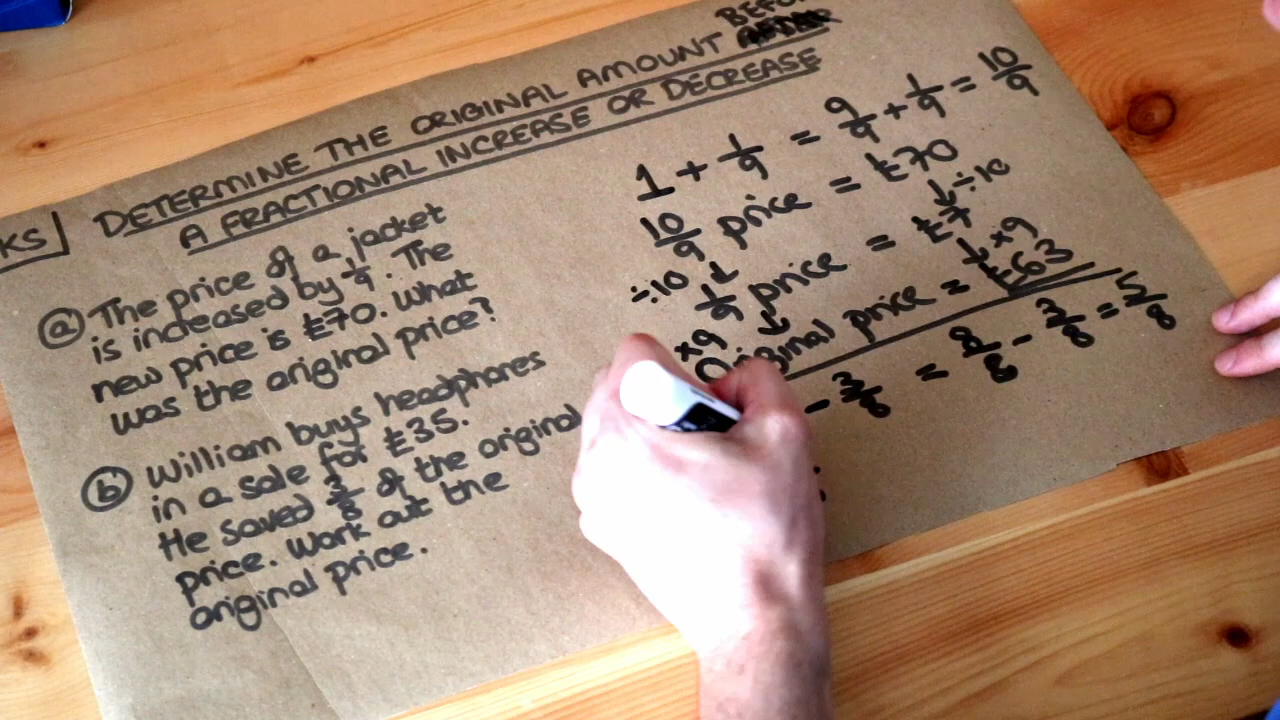 KS
DETERMINE THE ORIGINAL AMOUNT BEFO
A FRACTIONAL INCREASE OR DECREASE
(a) The price of a jacket
is increased by 1/9. The
new price is £70. What
was the original price?
(b) William buys headphones
in a sale for £35.
He saved 3/8 of the original
price. Work out the
original price.
1 + 1/9 = 9/9 + 1/9 = 10/9
10/9 price = £70
÷10 ↓ ↓ ÷10
1/9 price = £7
×9 ↓ ↓ ×9
Original price = £63
- 3/8 = 8/8 - 3/8 = 5/8